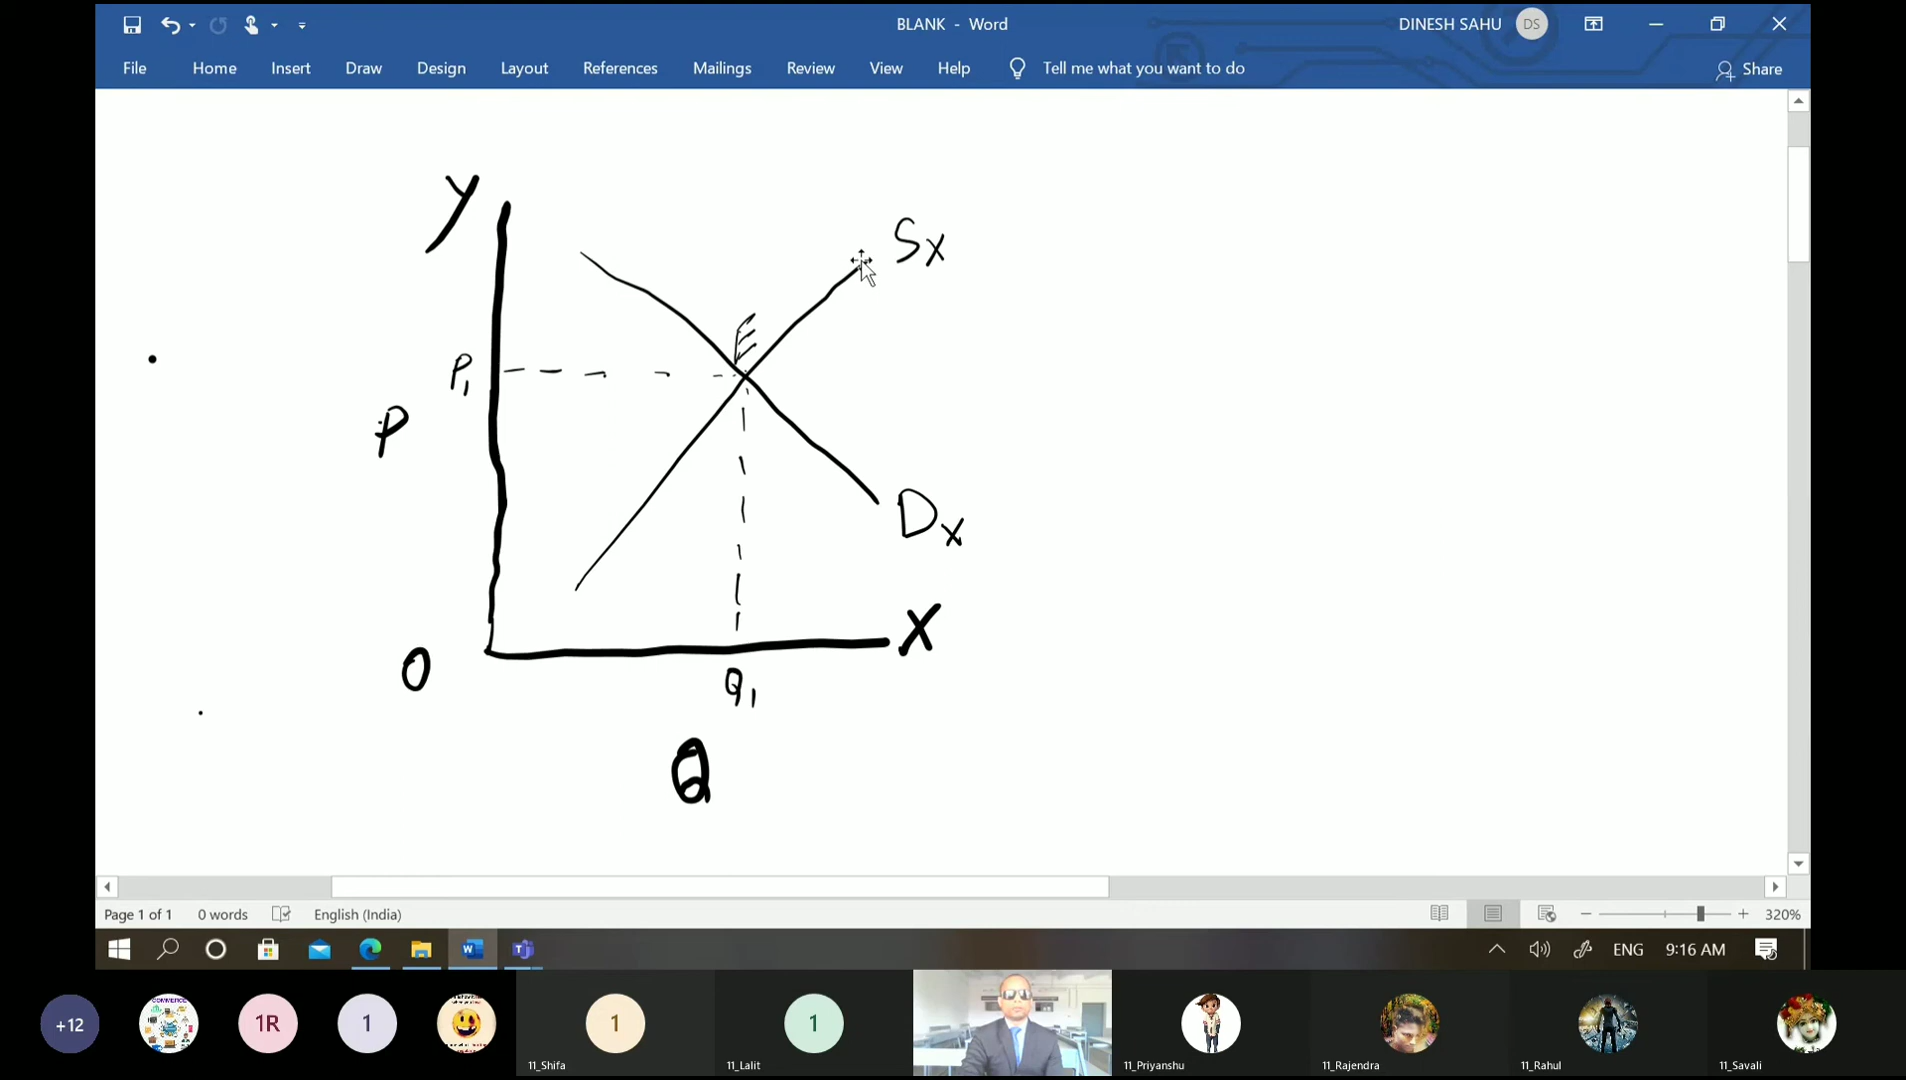 BLANK - Word
DINESH SAHU DS
File Home Insert Draw Design Layout References Mailings Review View Help Tell me what you want to do Share
Y
Sx
E
P1
P
Dx
X
O
Q1
Q
Page 1 of 1 0 words English (India) 320%
ENG 9:16 AM
COMMERCE
+12 1R 1 1 1
11_Shifa 11_Lalit 11_Priyanshu 11_Rajendra 11_Rahul 11_Savali